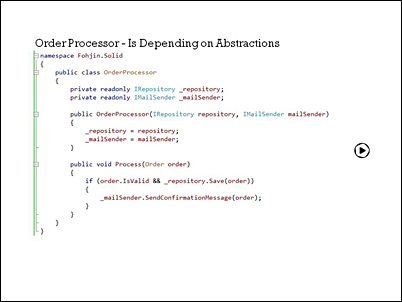 Order Processor - Is Depending on Abstractions
namespace Fohjin.Solid
{
public class OrderProcessor
{
private readonly IRepository _repository;
private readonly IMailSender _mailSender;
public OrderProcessor(IRepository repository, IMailSender mailSender)
{
_repository = repository;
_mailSender = mailSender;
}
public void Process(Order order)
{
if (order.IsValid && _repository.Save(order))
{
_mailSender.SendConfirmationMessage(order);
}
}
}
}